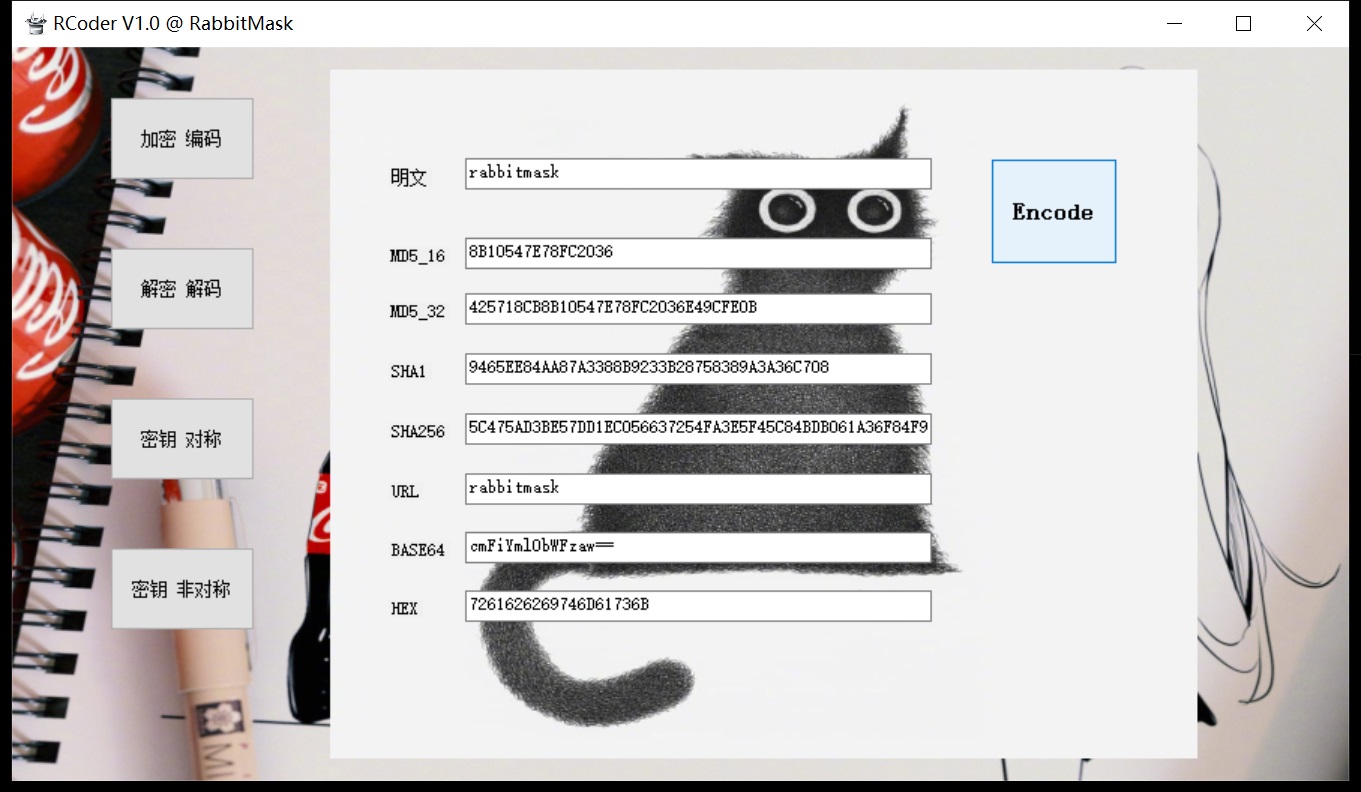 RCoder V1.0 @ RabbitMask
加密 编码
解密 解码
密钥 对称
密钥 非对称
明文 rabbitmask
Encode
MD5_16 8B10547E78FC2036
MD5_32 425718CB8B10547E78FC2036E49CFE0B
SHA1 9465EE84AA87A3388B9233B28758389A3A36C708
SHA256 5C475AD3BE57DD1EC056637254FA3E5F45C84BDB061A36F84F9
URL rabbitmask
BASE64 cmFiYml0bWFzaw==
HEX 7261626269746D61736B